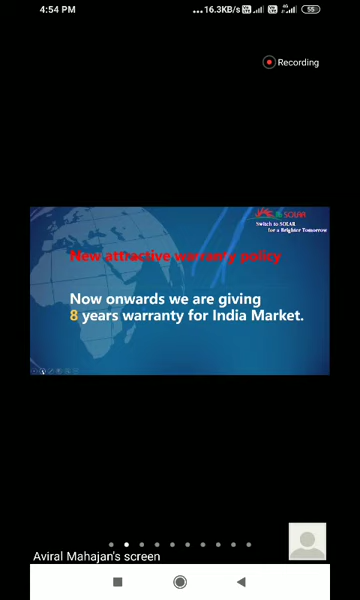 4:54 PM
...16.3KB/s
55
Recording
SOLAR
Switch to SOLAR
for a Brighter Tomorrow
New attractive warranty policy
Now onwards we are giving
8 years warranty for India Market.
Aviral Mahajan's screen